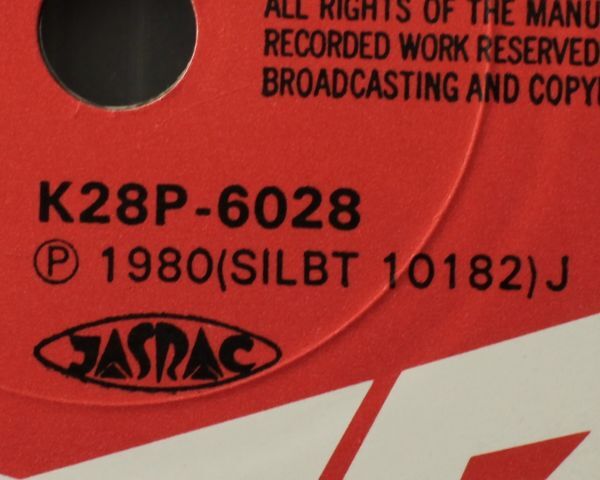 ALL RIGHTS OF THE MANU
RECORDED WORK RESERVED
BROADCASTING AND COPY
K28P-6028
Ⓟ 1980(SILBT 10182)J
JASRAC